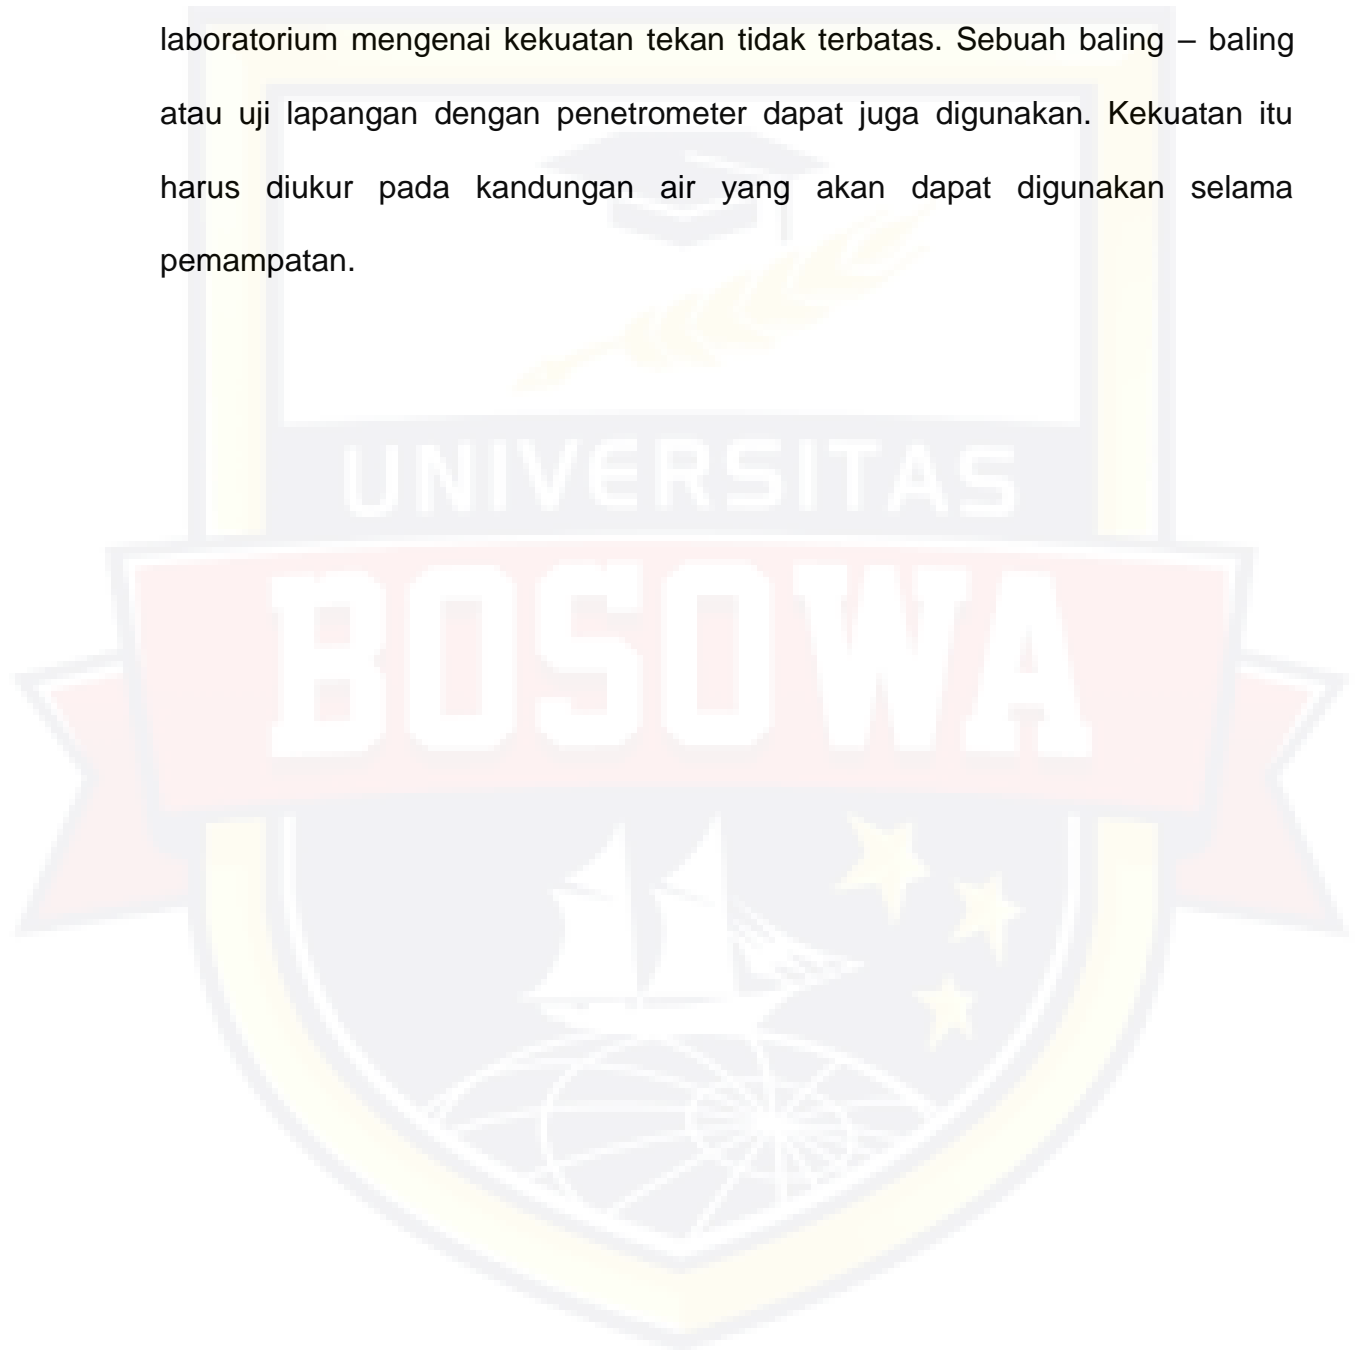 laboratorium mengenai kekuatan tekan tidak terbatas. Sebuah baling – baling
atau uji lapangan dengan penetrometer dapat juga digunakan. Kekuatan itu
harus diukur pada kandungan air yang akan dapat digunakan selama
pemampatan.
UNIVERSITAS
BOSOWA